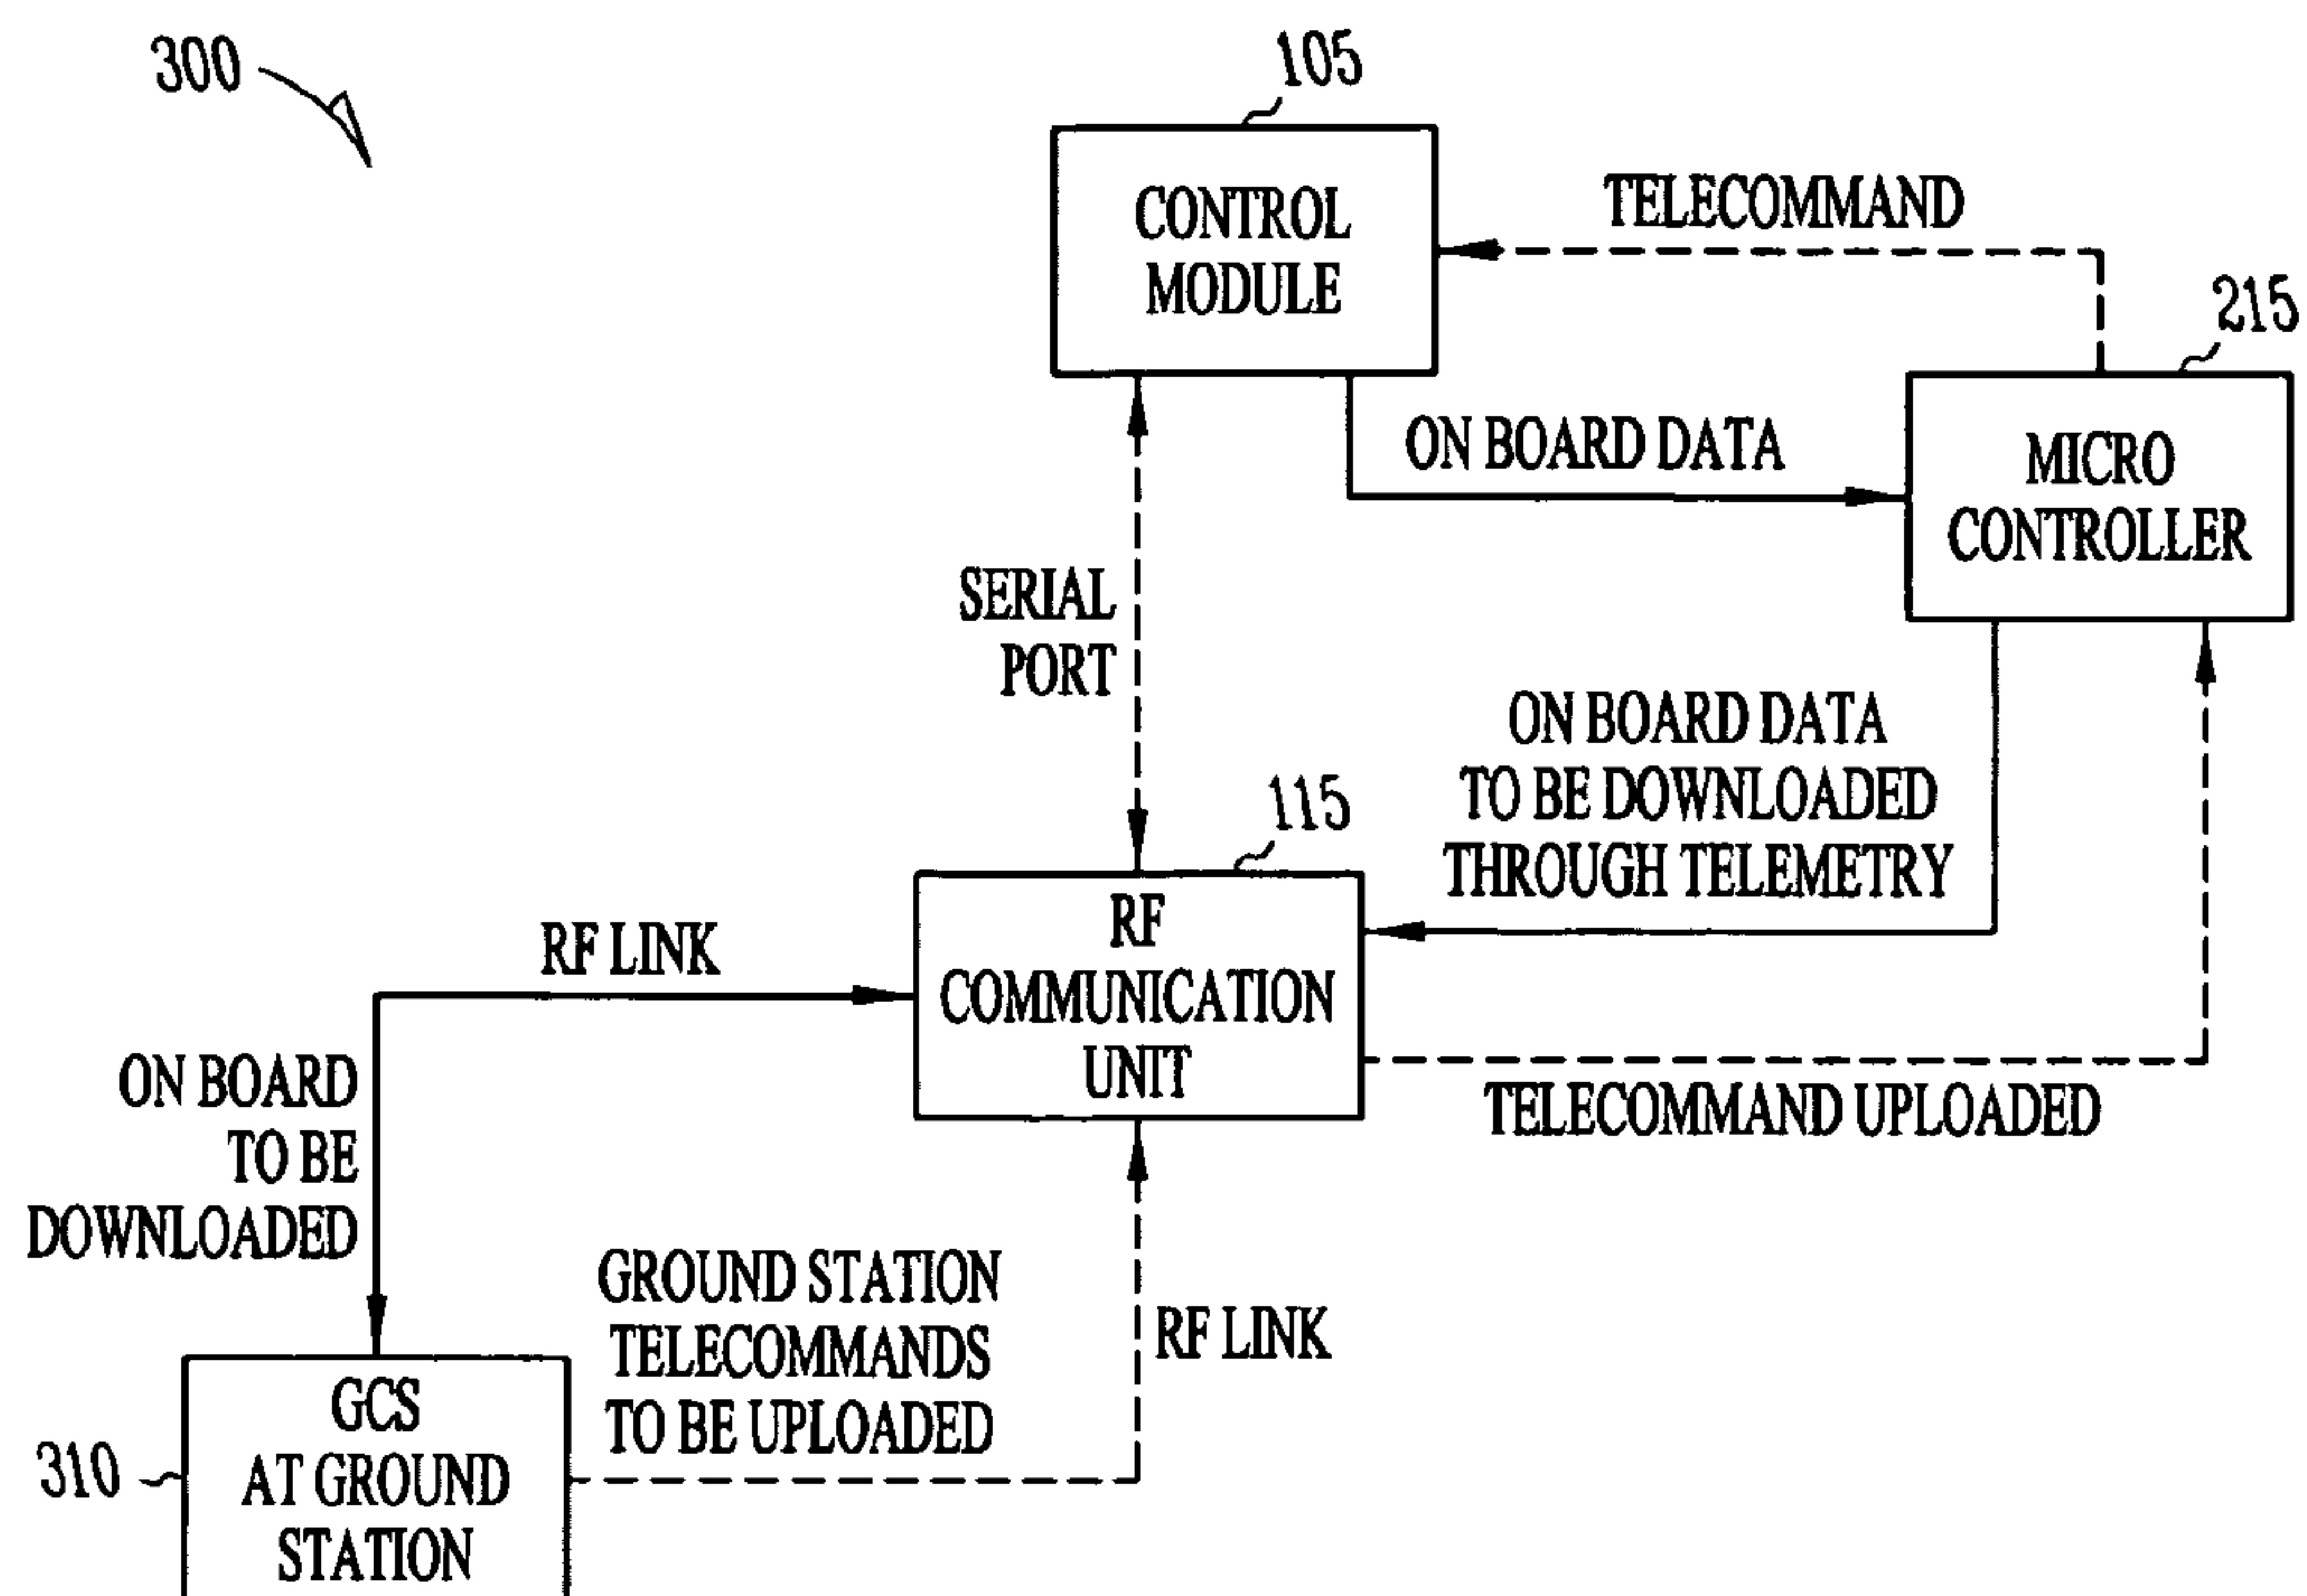 300
105
CONTROL
MODULE
TELECOMMAND
215
ON BOARD DATA
MICRO
CONTROLLER
SERIAL
PORT
ON BOARD DATA
TO BE DOWNLOADED
THROUGH TELEMETRY
115
RF
COMMUNICATION
UNIT
RF LINK
TELECOMMAND UPLOADED
ON BOARD
TO BE
DOWNLOADED
GROUND STATION
TELECOMMANDS
TO BE UPLOADED
RF LINK
310
GCS
AT GROUND
STATION